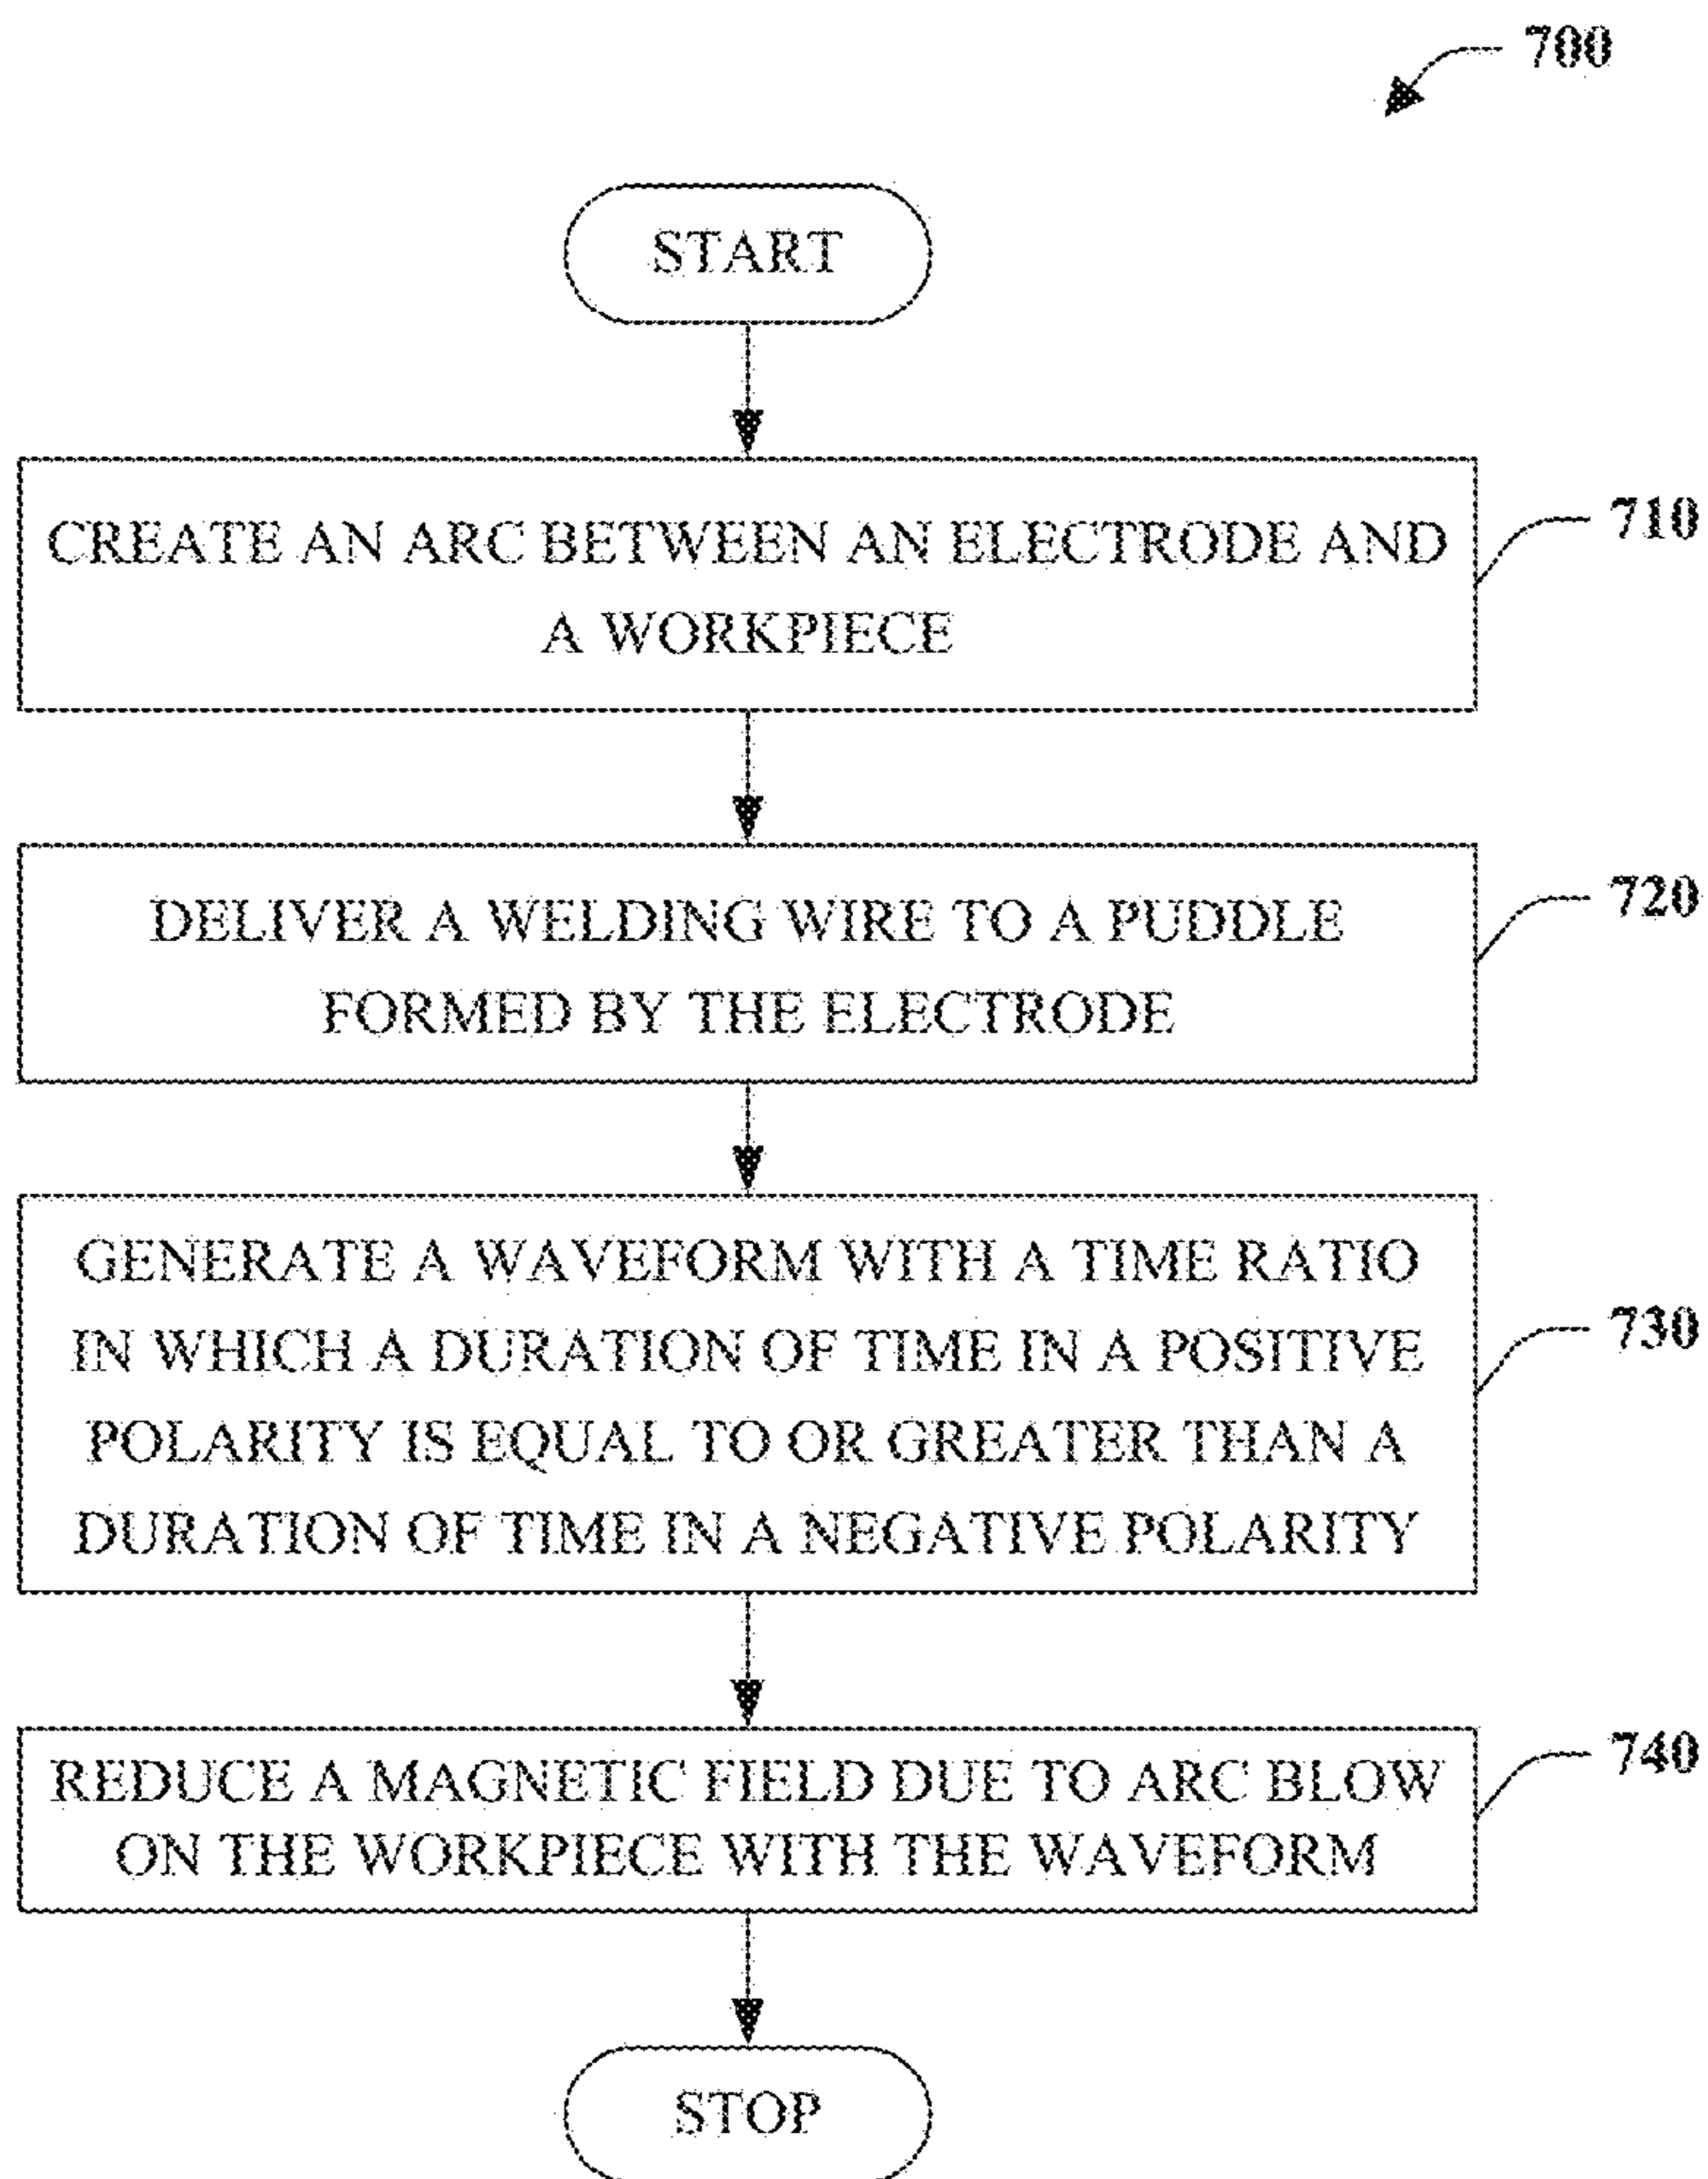 700
START
CREATE AN ARC BETWEEN AN ELECTRODE AND
A WORKPIECE
710
DELIVER A WELDING WIRE TO A PUDDLE
FORMED BY THE ELECTRODE
720
GENERATE A WAVEFORM WITH A TIME RATIO
IN WHICH A DURATION OF TIME IN A POSITIVE
POLARITY IS EQUAL TO OR GREATER THAN A
DURATION OF TIME IN A NEGATIVE POLARITY
730
REDUCE A MAGNETIC FIELD DUE TO ARC BLOW
ON THE WORKPIECE WITH THE WAVEFORM
740
STOP